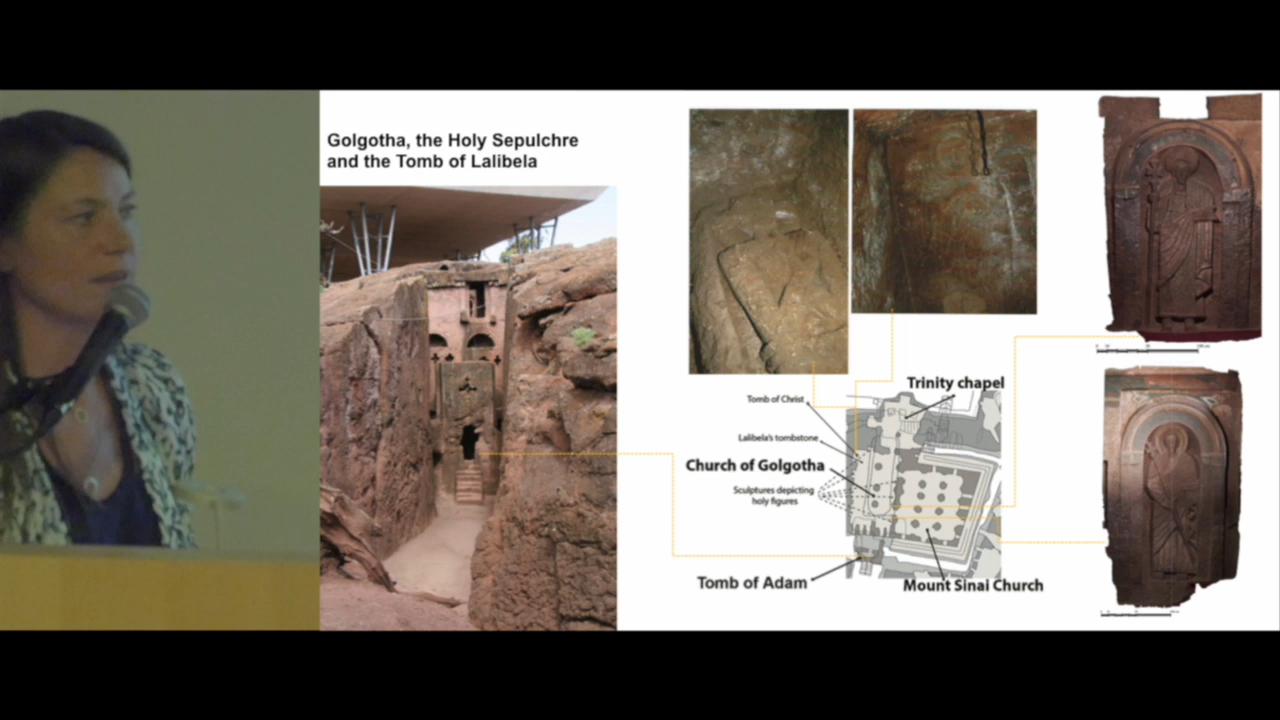 Golgotha, the Holy Sepulchre
and the Tomb of Lalibela
Trinity chapel
Tomb of Christ
Lalibela's tombstone
Church of Golgotha
Sculptures depicting
holy figures
Tomb of Adam
Mount Sinai Church